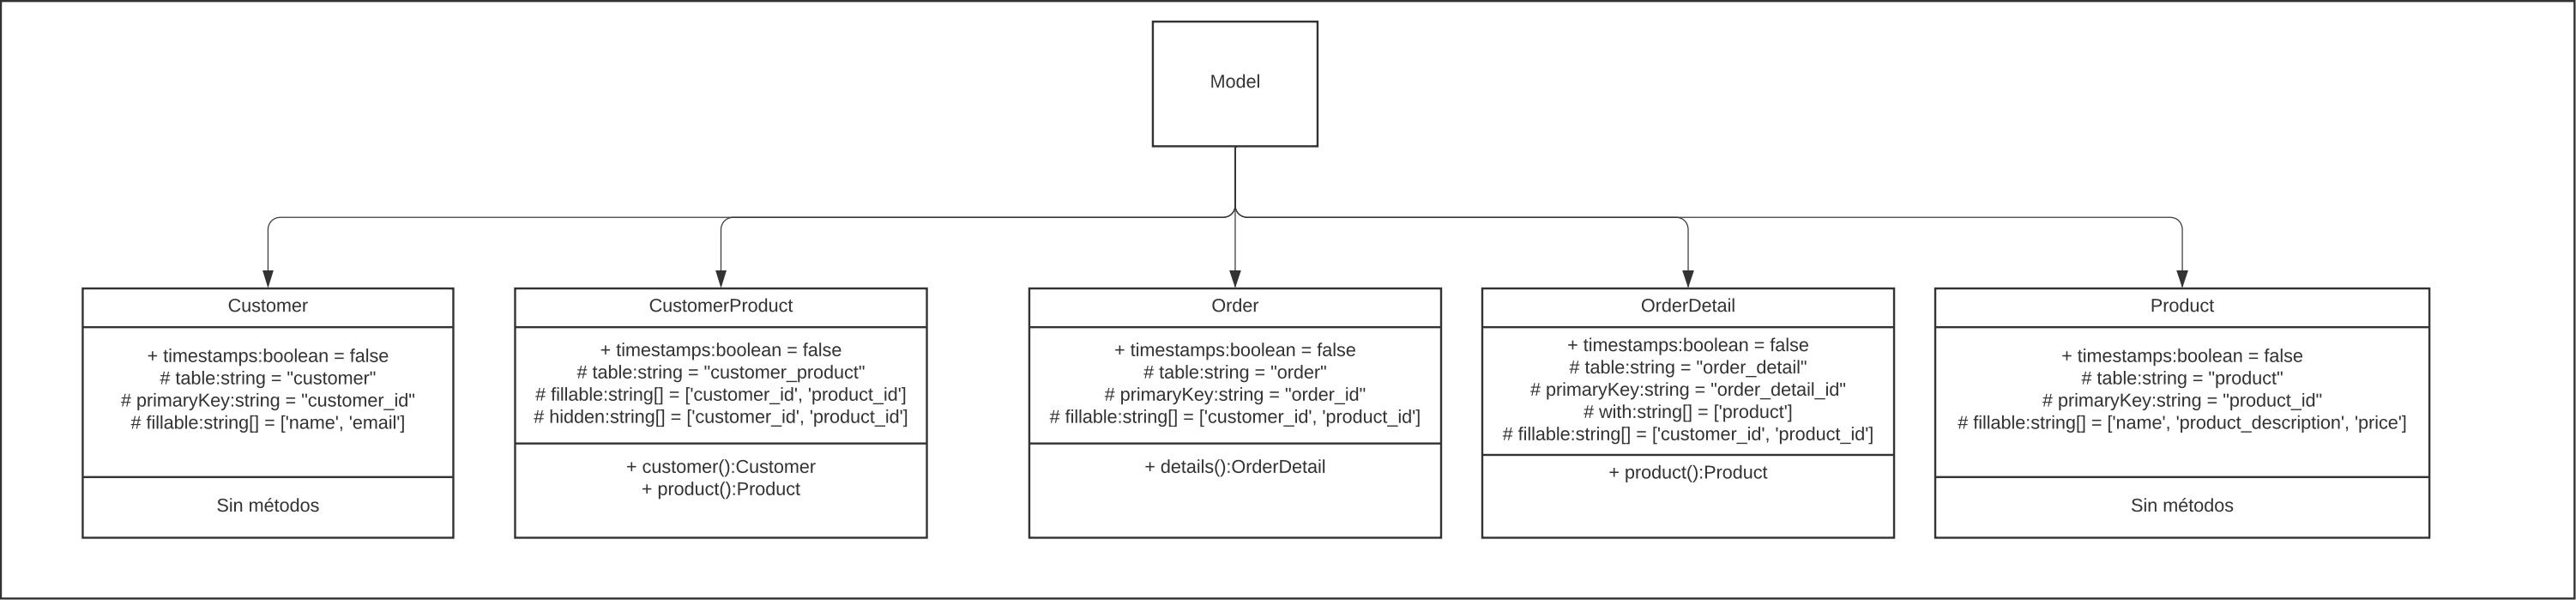 Model
Customer
+ timestamps:boolean = false
# table:string = "customer"
# primaryKey:string = "customer_id"
# fillable:string[] = ['name', 'email']
Sin métodos
CustomerProduct
+ timestamps:boolean = false
# table:string = "customer_product"
# fillable:string[] = ['customer_id', 'product_id']
# hidden:string[] = ['customer_id', 'product_id']
+ customer():Customer
+ product():Product
Order
+ timestamps:boolean = false
# table:string = "order"
# primaryKey:string = "order_id"
# fillable:string[] = ['customer_id', 'product_id']
+ details():OrderDetail
OrderDetail
+ timestamps:boolean = false
# table:string = "order_detail"
# primaryKey:string = "order_detail_id"
# with:string[] = ['product']
# fillable:string[] = ['customer_id', 'product_id']
+ product():Product
Product
+ timestamps:boolean = false
# table:string = "product"
# primaryKey:string = "product_id"
# fillable:string[] = ['name', 'product_description', 'price']
Sin métodos